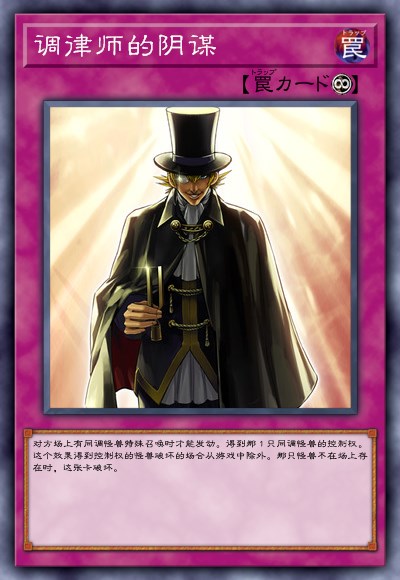 调律师的阴谋
トラップ
罠
【罠カード∞】
トラップ
对方场上有同调怪兽特殊召唤时才能发动。得到那１只同调怪兽的控制权。
这个效果得到控制权的怪兽破坏的场合从游戏中除外。那只怪兽不在场上存
在时，这张卡破坏。